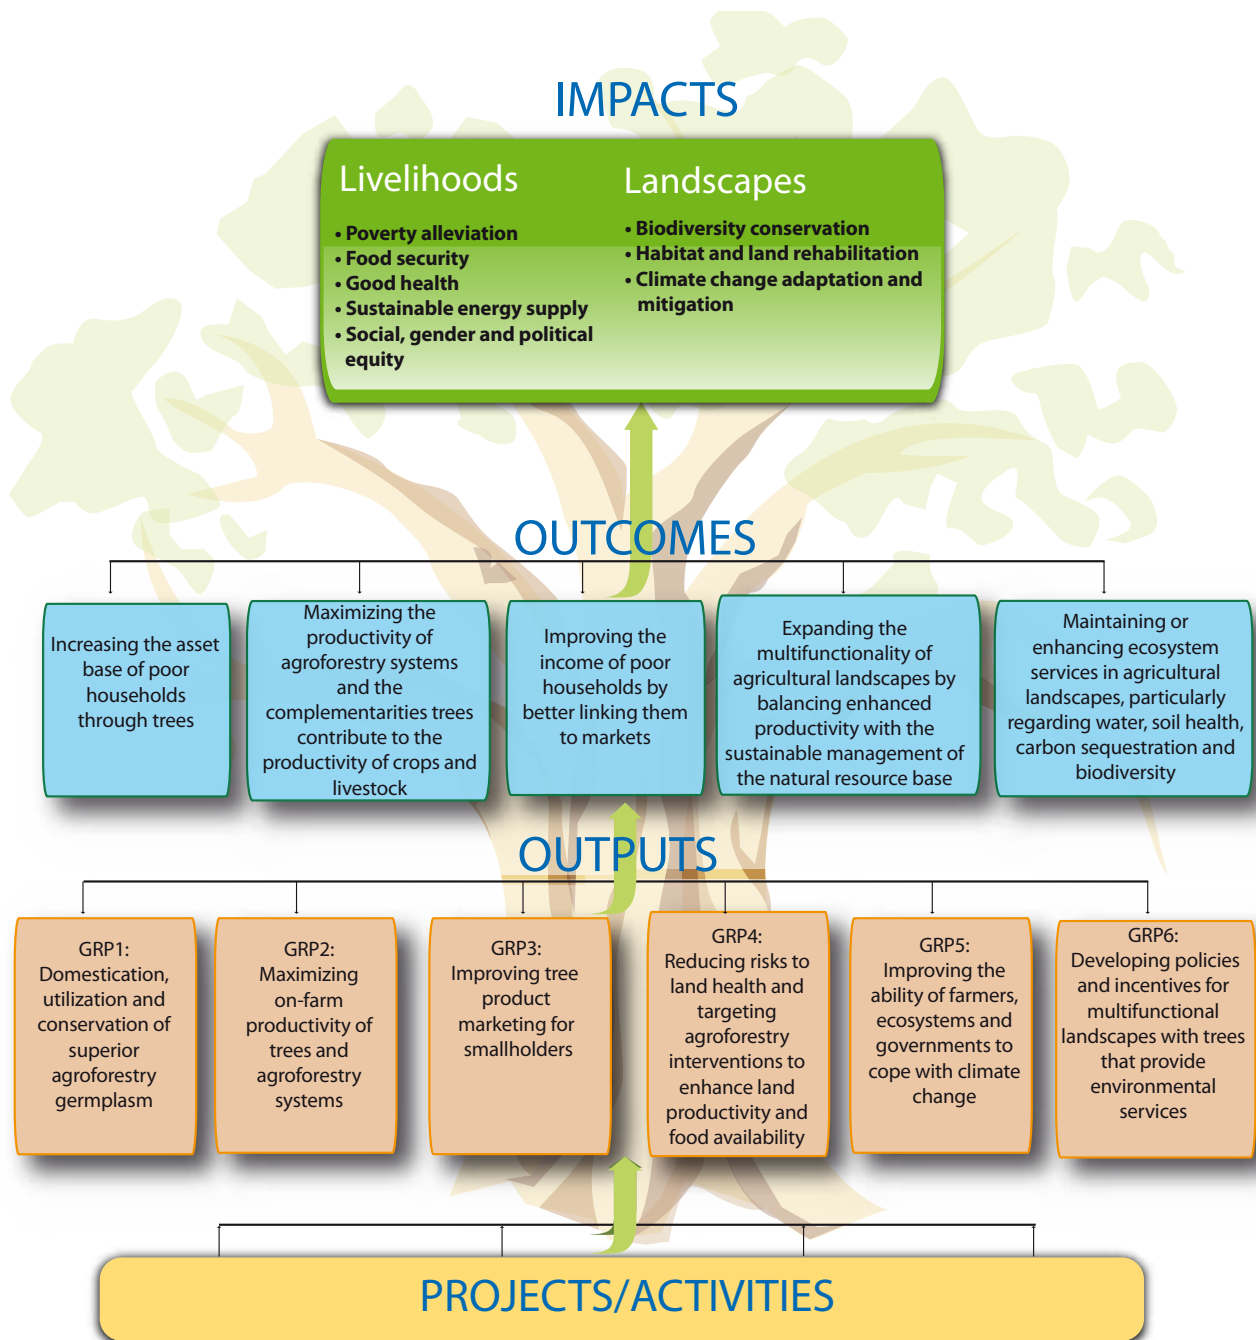 IMPACTS
Livelihoods
• Poverty alleviation
• Food security
• Good health
• Sustainable energy supply
• Social, gender and political
equity
Landscapes
• Biodiversity conservation
• Habitat and land rehabilitation
• Climate change adaptation and
mitigation
OUTCOMES
Increasing the asset
base of poor
households
through trees
Maximizing the
productivity of
agroforestry systems
and the
complementarities trees
contribute to the
productivity of crops and
livestock
Improving the
income of poor
households by
better linking them
to markets
Expanding the
multifunctionality of
agricultural landscapes by
balancing enhanced
productivity with the
sustainable management of
the natural resource base
Maintaining or
enhancing ecosystem
services in agricultural
landscapes, particularly
regarding water, soil health,
carbon sequestration and
biodiversity
OUTPUTS
GRP1:
Domestication,
utilization and
conservation of
superior
agroforestry
germplasm
GRP2:
Maximizing
on-farm
productivity of
trees and
agroforestry
systems
GRP3:
Improving tree
product
marketing for
smallholders
GRP4:
Reducing risks to
land health and
targeting
agroforestry
interventions to
enhance land
productivity and
food availability
GRP5:
Improving the
ability of farmers,
ecosystems and
governments to
cope with climate
change
GRP6:
Developing policies
and incentives for
multifunctional
landscapes with trees
that provide
environmental
services
PROJECTS/ACTIVITIES